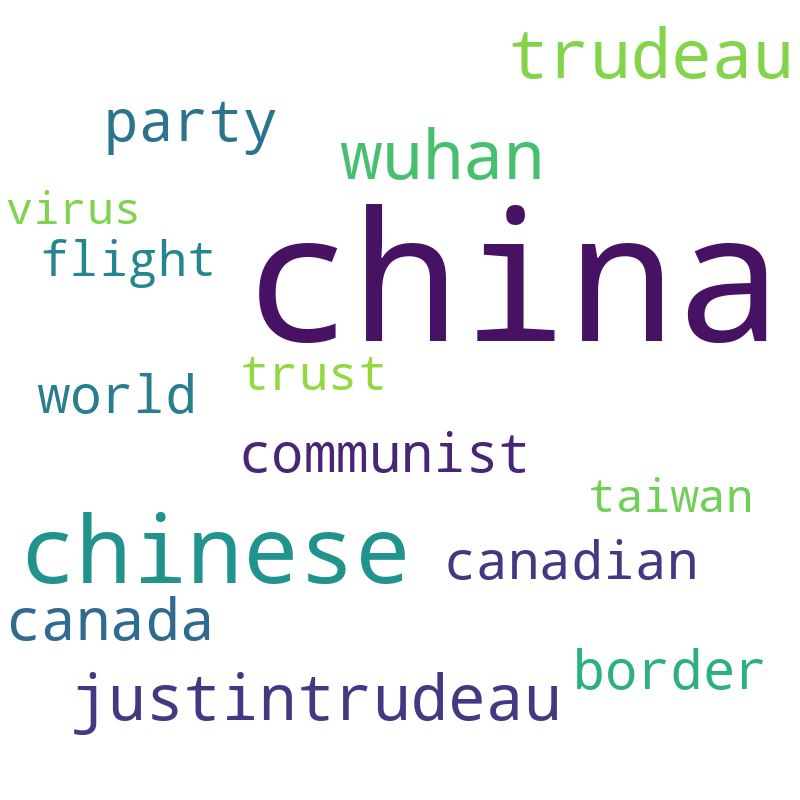 trudeau
party
wuhan
virus
flight
china
trust
world
communist
taiwan
chinese
canadian
canada
border
justintrudeau